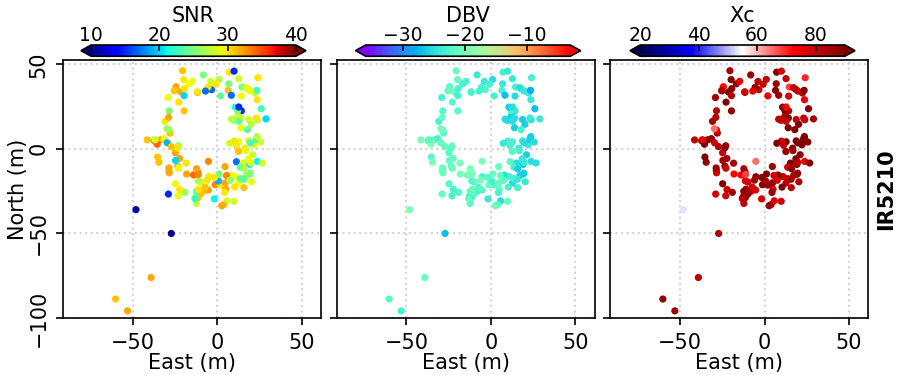 SNR DBV Xc
10 20 30 40 −30 −20 −10 20 40 60 80
North (m)
50
0
−50
−100
IR5210
−50 0 50 −50 0 50 −50 0 50
East (m) East (m) East (m)